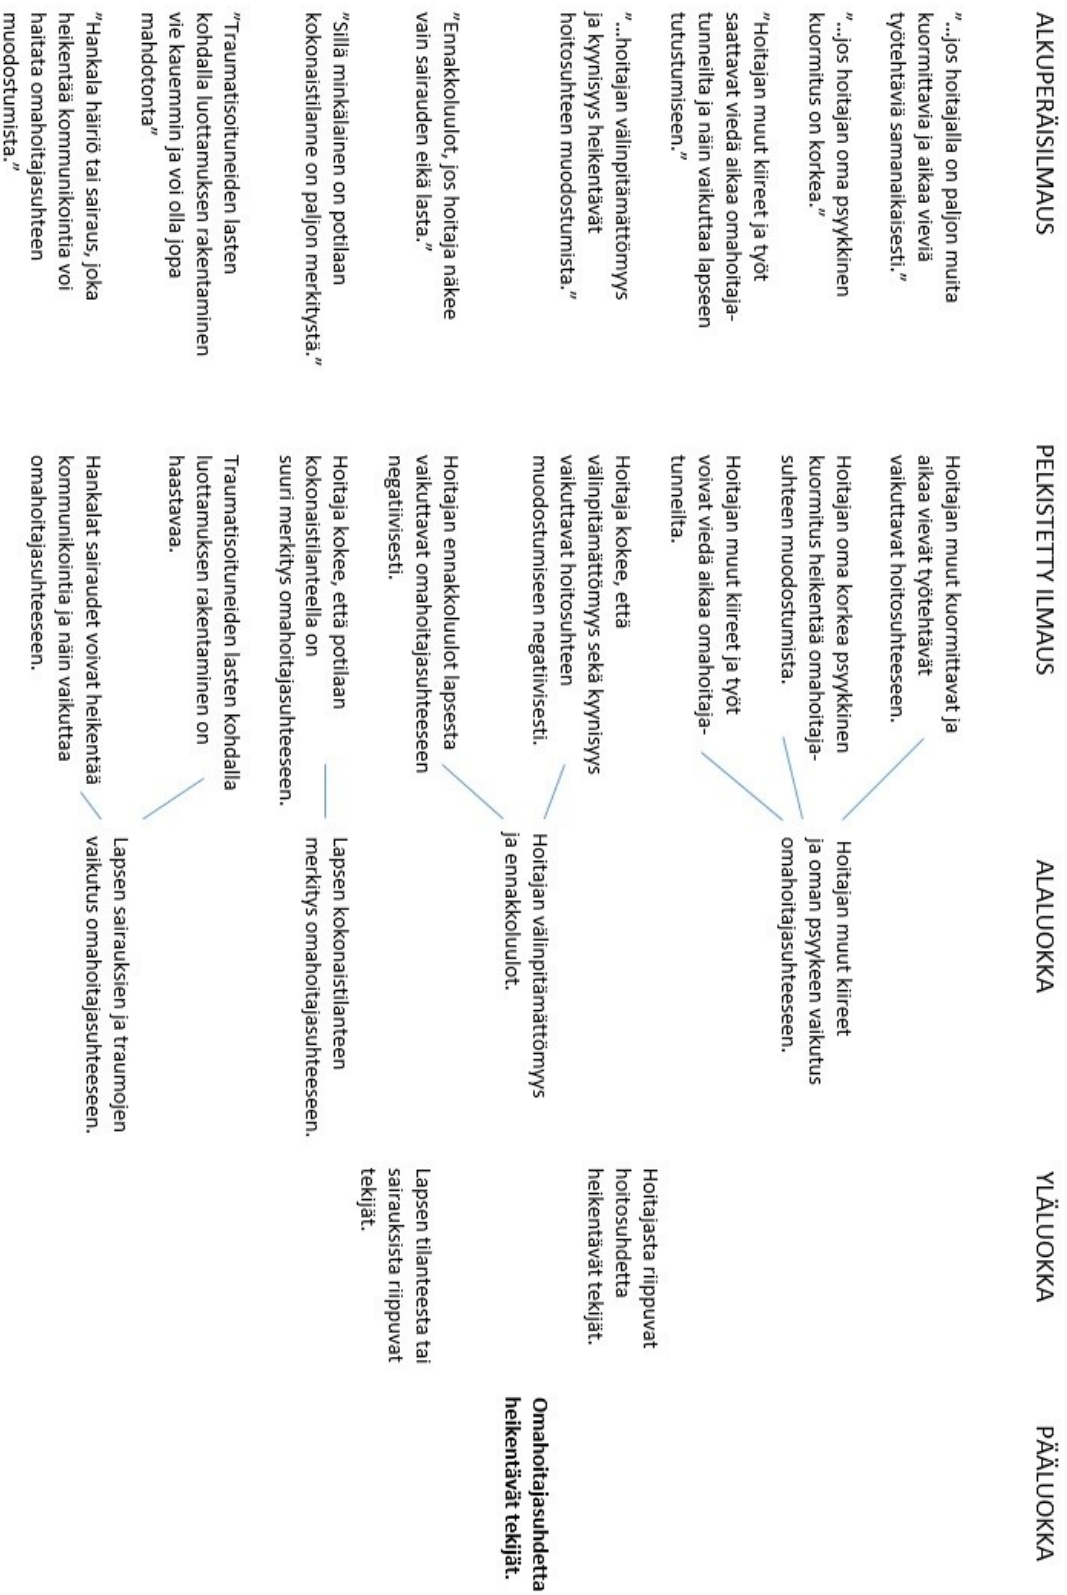 ALKUPERÄISILMAUS
PELKISTETTY ILMAUS
ALALUOKKA
YLÄLUOKKA
PÄÄLUOKKA
”...jos hoitajalla on paljon muita
kuormittavia ja aikaa vieviä
työtehtäviä samanaikaisesti.”
”...jos hoitajan oma psyykkinen
kuormitus on korkea.”
”Hoitajan muut kiireet ja työt
saattavat viedä aikaa omahoitaja-
tunneilta ja näin vaikuttaa lapseen
tutustumiseen.”
”...hoitajan välinpitämättömyys
ja kyynisyys heikentävät
hoitosuhteen muodostumista.”
”Ennakkoluulot, jos hoitaja näkee
vain sairauden eikä lasta.”
”Sillä minkälainen on potilaan
kokonaistilanne on paljon merkitystä.”
”Traumatisoituneiden lasten
kohdalla luottamuksen rakentaminen
vie kauemmin ja voi olla jopa
mahdotonta”
”Hankala häiriö tai sairaus, joka
heikentää kommunikointia voi
haitata omahoitajasuhteen
muodostumista.”
Hoitajan muut kuormittavat ja
aikaa vievät työtehtävät
vaikuttavat hoitosuhteeseen.
Hoitajan oma korkea psyykkinen
kuormitus heikentää omahoitaja-
suhteen muodostumista.
Hoitajan muut kiireet ja työt
voivat viedä aikaa omahoitaja-
tunneilta.
Hoitaja kokee, että
välinpitämättömyys sekä kyynisyys
vaikuttavat hoitosuhteen
muodostumiseen negatiivisesti.
Hoitajan ennakkoluulot lapsesta
vaikuttavat omahoitajasuhteeseen
negatiivisesti.
Hoitaja kokee, että potilaan
kokonaistilanteella on
suuri merkitys omahoitajasuhteeseen.
Traumatisoituneiden lasten kohdalla
luottamuksen rakentaminen on
haastavaa.
Hankalat sairaudet voivat heikentää
kommunikointia ja näin vaikuttaa
omahoitajasuhteeseen.
Hoitajan muut kiireet
ja oman psyykeen vaikutus
omahoitajasuhteeseen.
Hoitajan välinpitämättömyys
ja ennakkoluulot.
Lapsen kokonaistilanteen
merkitys omahoitajasuhteeseen.
Lapsen sairauksien ja traumojen
vaikutus omahoitajasuhteeseen.
Hoitajasta riippuvat
hoitosuhdetta
heikentävät tekijät.
Lapsen tilanteesta tai
sairauksista riippuvat
tekijät.
Omahoitajasuhdetta
heikentävät tekijät.